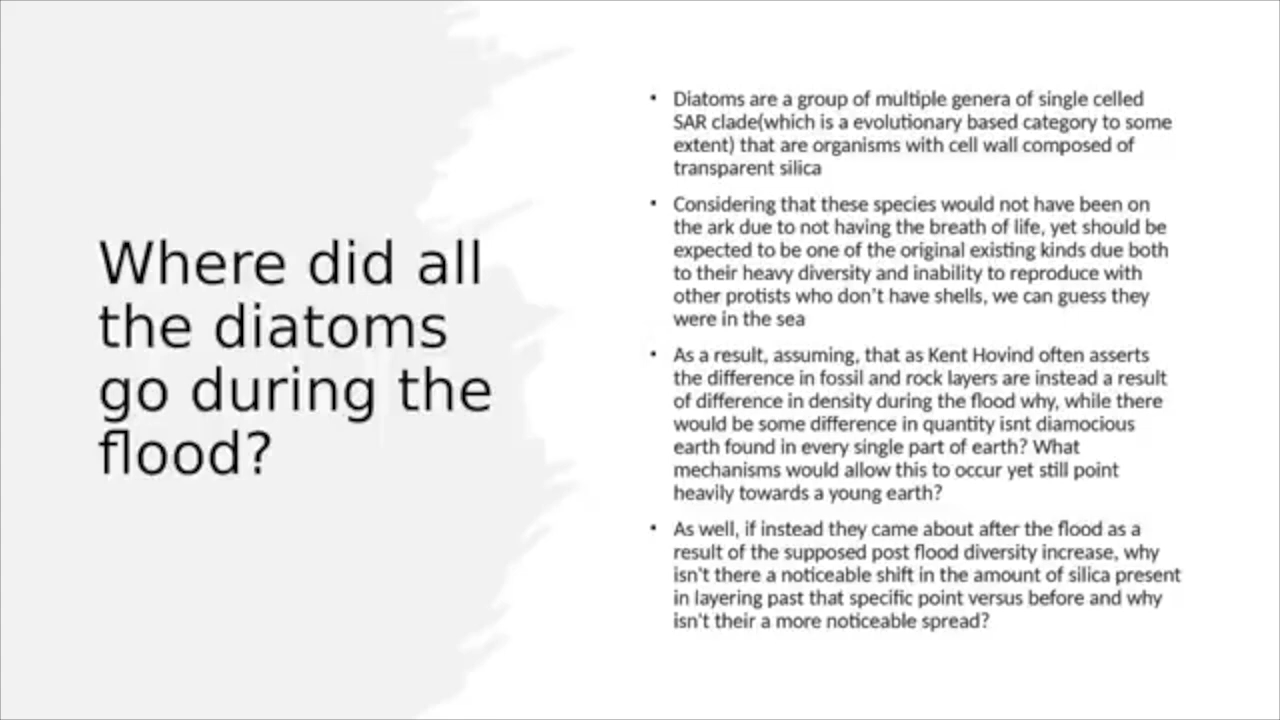 Where did all
the diatoms
go during the
flood?
• Diatoms are a group of multiple genera of single celled
SAR clade(which is a evolutionary based category to some
extent) that are organisms with cell wall composed of
transparent silica
• Considering that these species would not have been on
the ark due to not having the breath of life, yet should be
expected to be one of the original existing kinds due both
to their heavy diversity and inability to reproduce with
other protists who don't have shells, we can guess they
were in the sea
• As a result, assuming, that as Kent Hovind often asserts
the difference in fossil and rock layers are instead a result
of difference in density during the flood why, while there
would be some difference in quantity isnt diamocious
earth found in every single part of earth? What
mechanisms would allow this to occur yet still point
heavily towards a young earth?
• As well, if instead they came about after the flood as a
result of the supposed post flood diversity increase, why
isn't there a noticeable shift in the amount of silica present
in layering past that specific point versus before and why
isn't their a more noticeable spread?